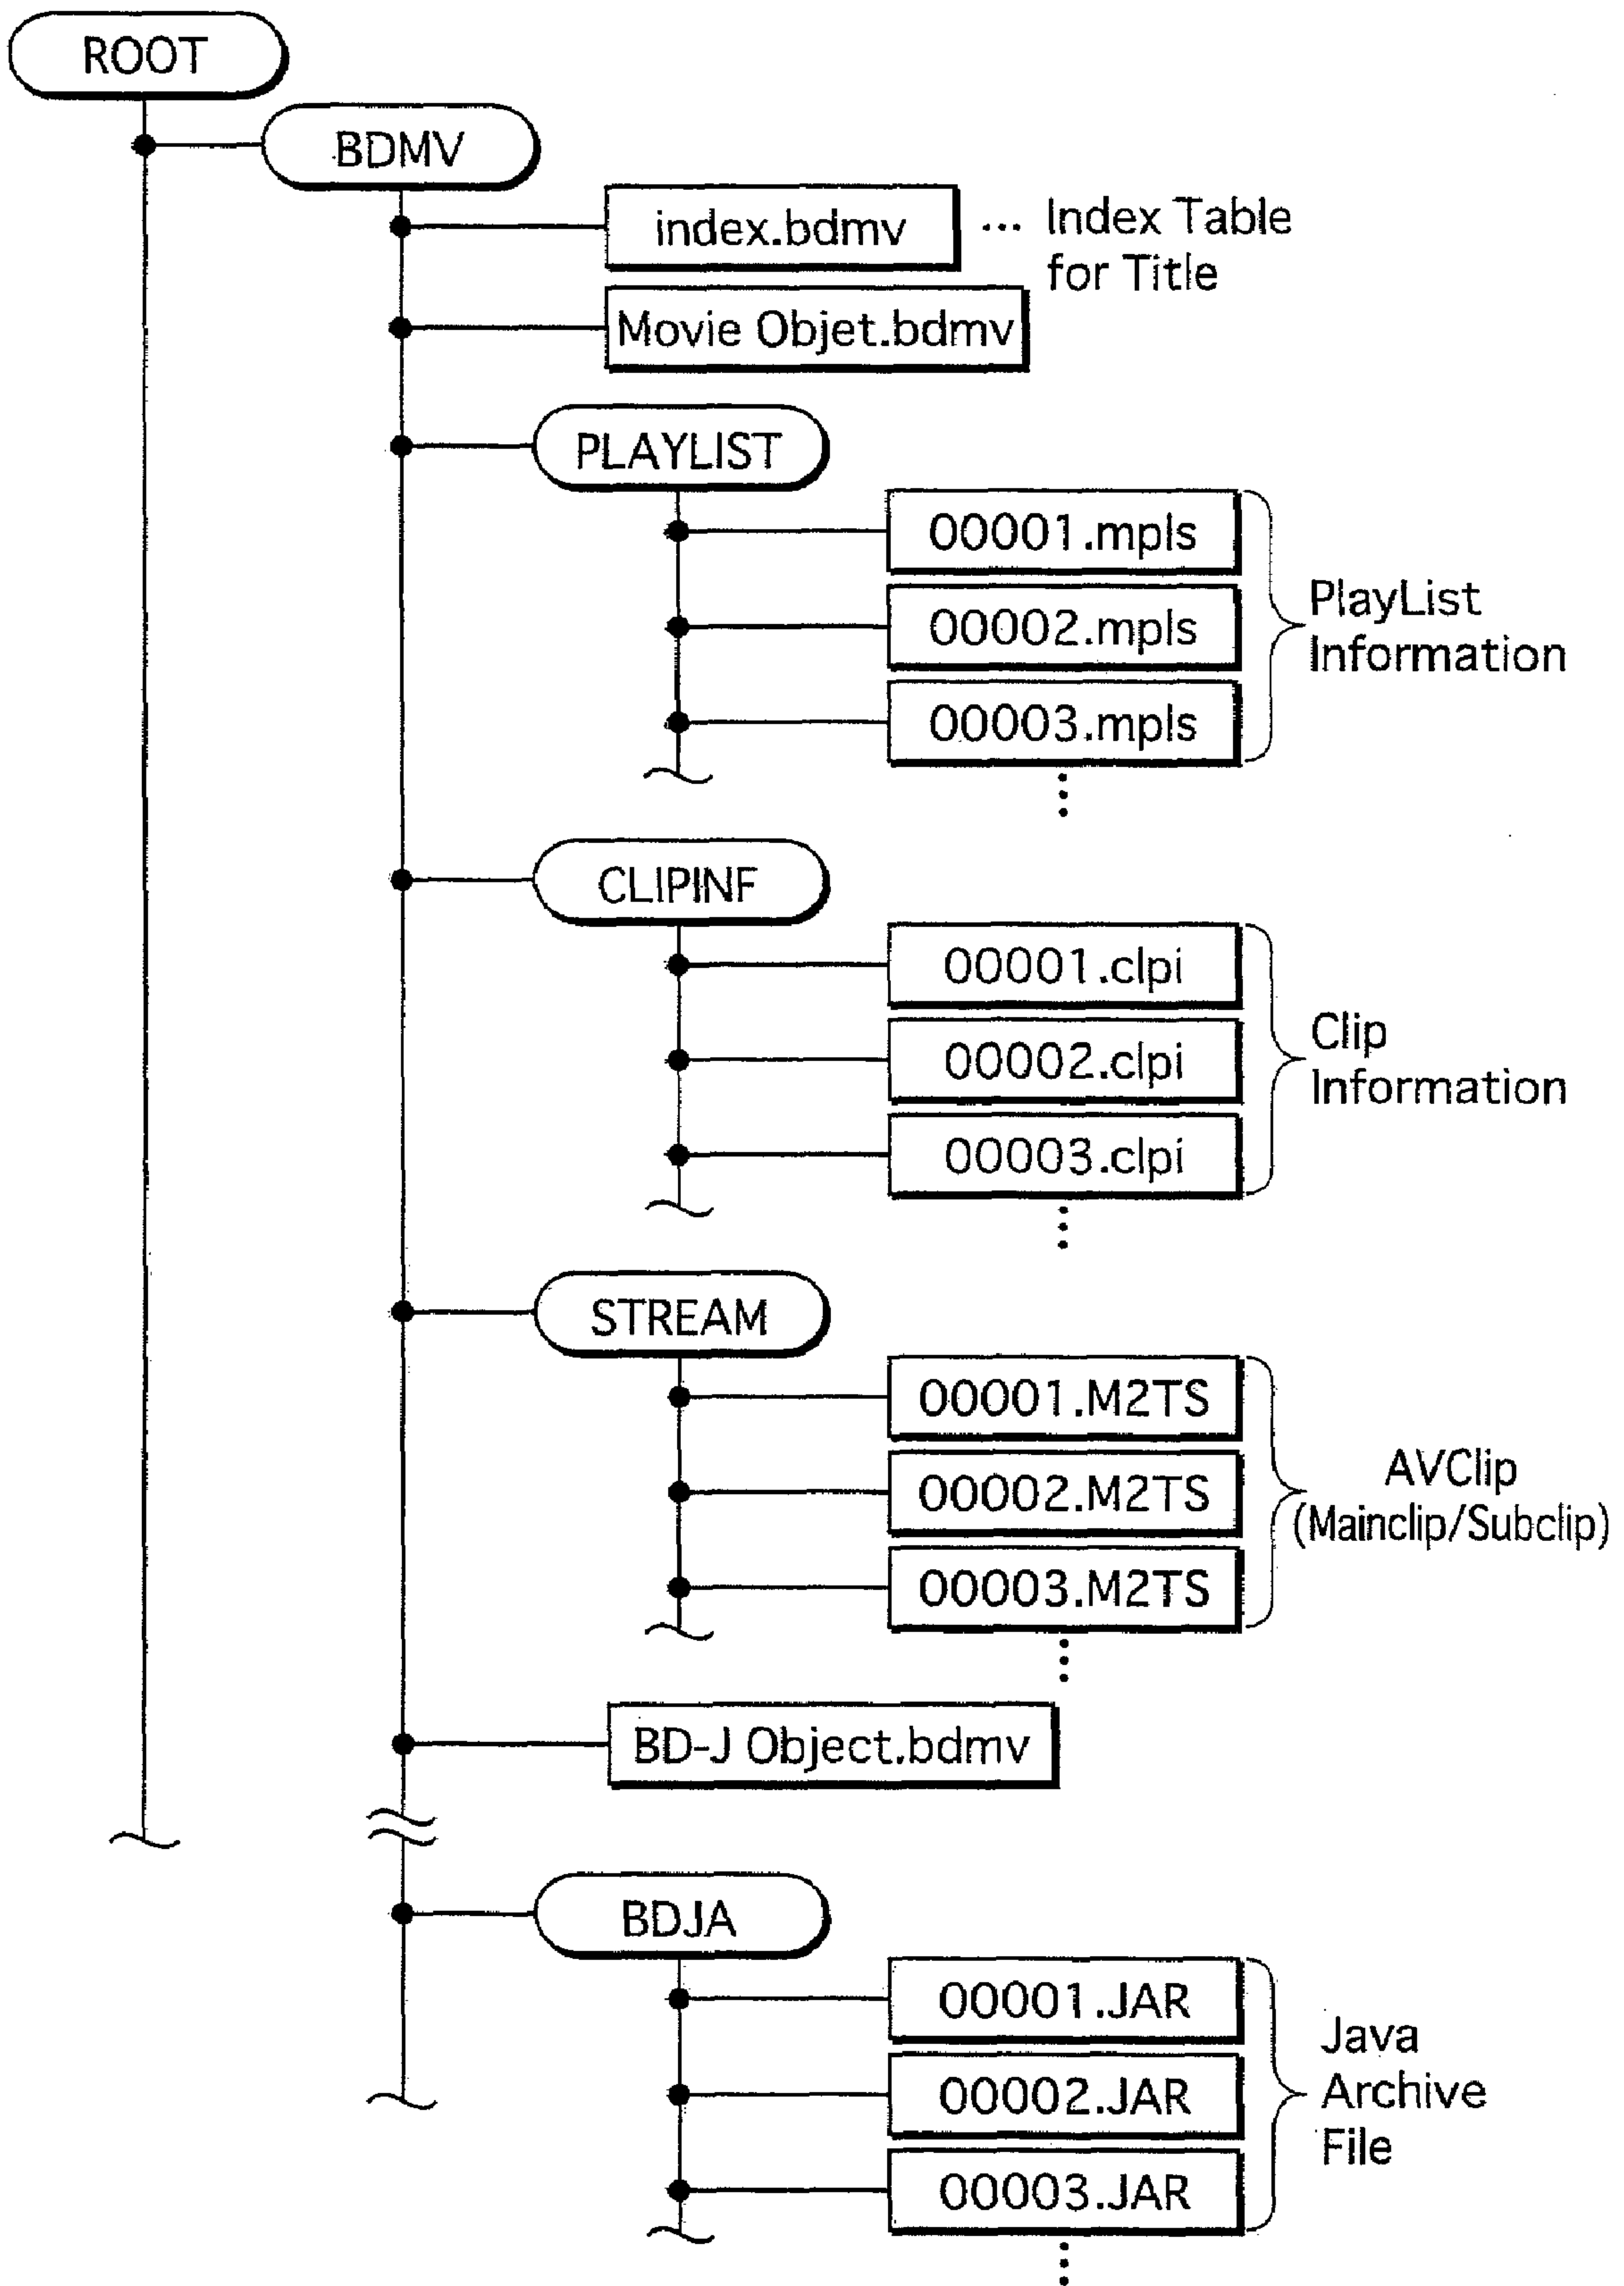 ROOT
BDMV
index.bdmv ... Index Table
for Title
Movie Objet.bdmv
PLAYLIST
00001.mpls
00002.mpls
00003.mpls
PlayList
Information
CLIPINF
00001.clpi
00002.clpi
00003.clpi
Clip
Information
STREAM
00001.M2TS
00002.M2TS
00003.M2TS
AVClip
(Mainclip/Subclip)
BD-J Object.bdmv
BDJA
00001.JAR
00002.JAR
00003.JAR
Java
Archive
File